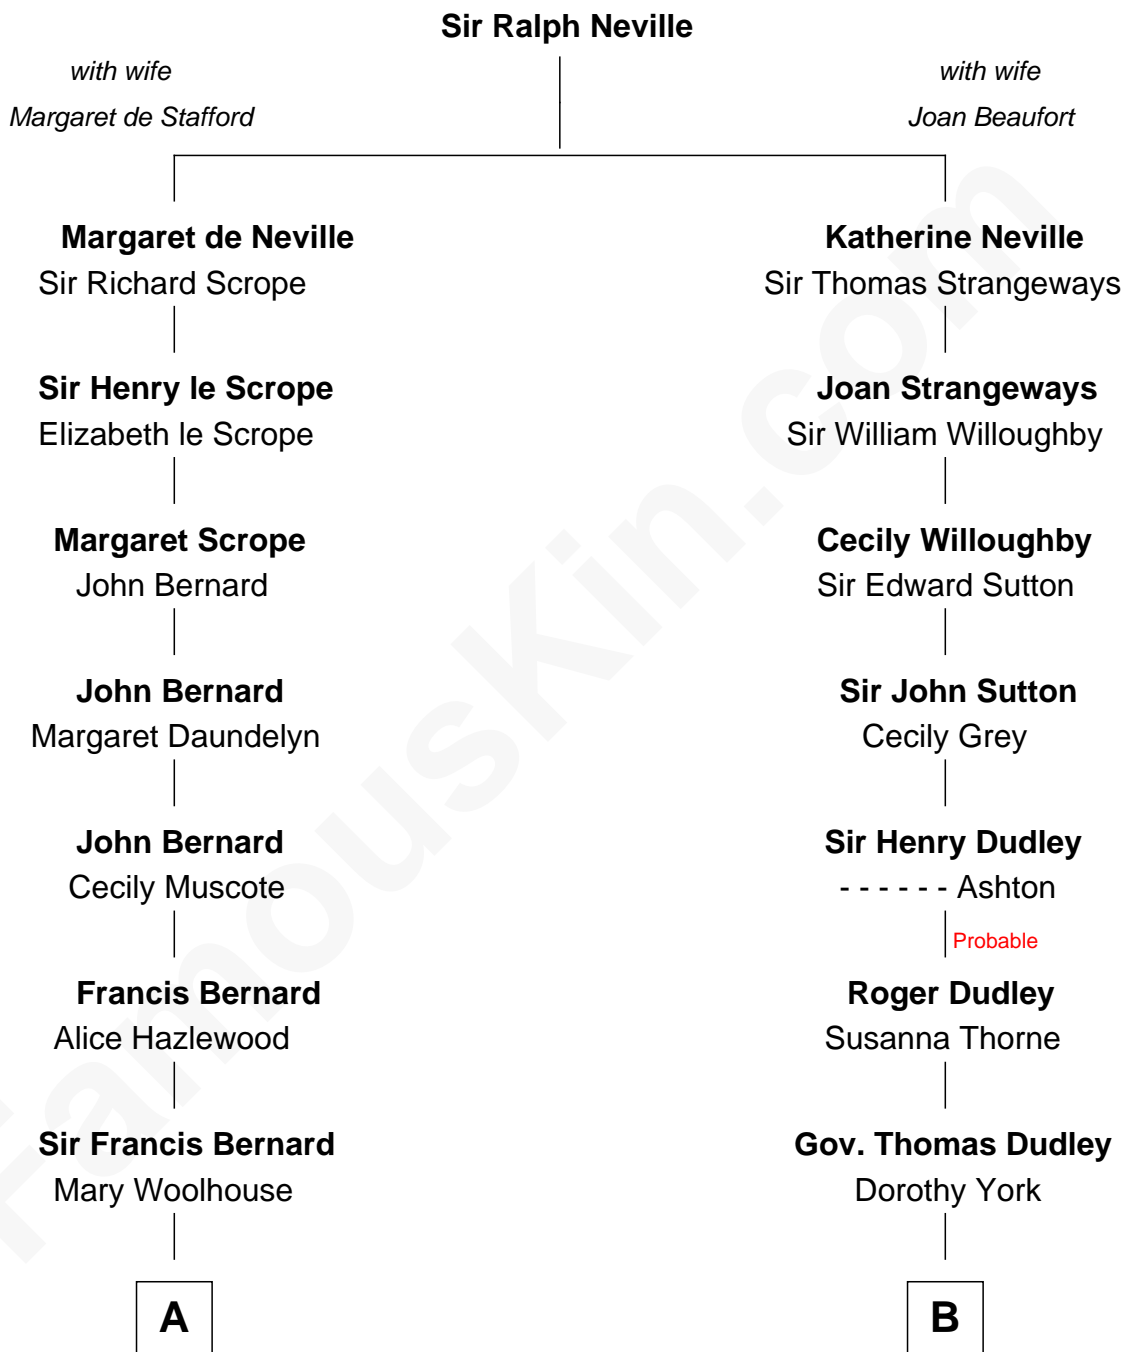 Sir Ralph Neville
with wife
Margaret de Stafford
with wife
Joan Beaufort
Margaret de Neville
Sir Richard Scrope
Katherine Neville
Sir Thomas Strangeways
Sir Henry le Scrope
Elizabeth le Scrope
Joan Strangeways
Sir William Willoughby
Margaret Scrope
John Bernard
Cecily Willoughby
Sir Edward Sutton
John Bernard
Margaret Daundelyn
Sir John Sutton
Cecily Grey
John Bernard
Cecily Muscote
Sir Henry Dudley
- - - - - - Ashton
Probable
Francis Bernard
Alice Hazlewood
Roger Dudley
Susanna Thorne
Sir Francis Bernard
Mary Woolhouse
Gov. Thomas Dudley
Dorothy York
A
B
FamousKin.com